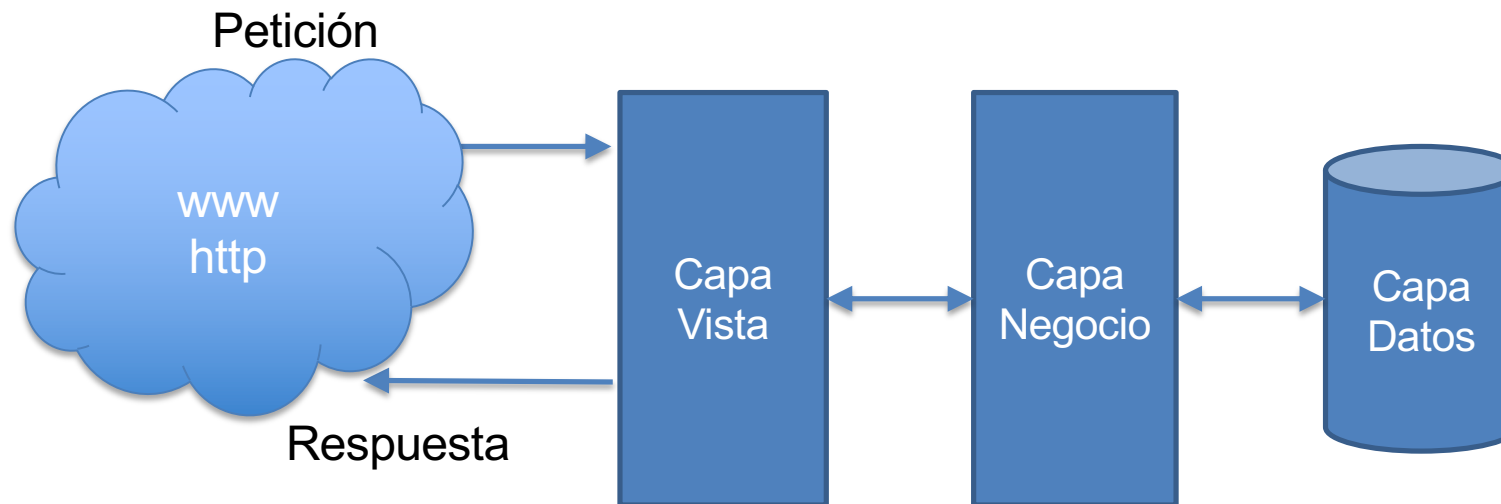 Petición
www
http
Capa
Vista
Capa
Negocio
Capa
Datos
Respuesta